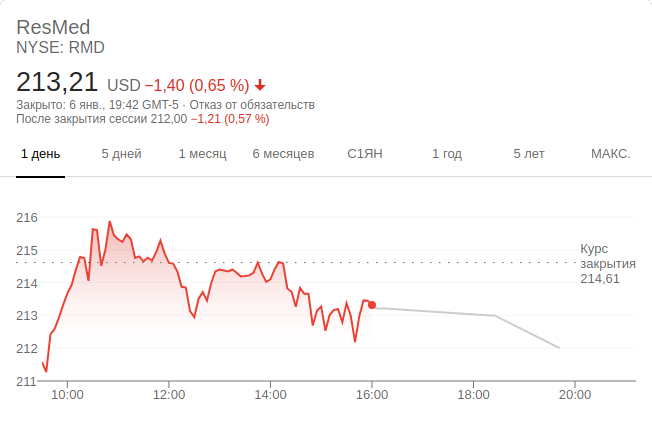 ResMed
NYSE: RMD
213,21 USD −1,40 (0,65 %)
Закрыто: 6 янв., 19:42 GMT-5 · Отказ от обязательств
После закрытия сессии 212,00 −1,21 (0,57 %)
1 день 5 дней 1 месяц 6 месяцев С1ЯН 1 год 5 лет МАКС.
216
215
214
213
212
211
Курс
закрытия
214,61
10:00 12:00 14:00 16:00 18:00 20:00